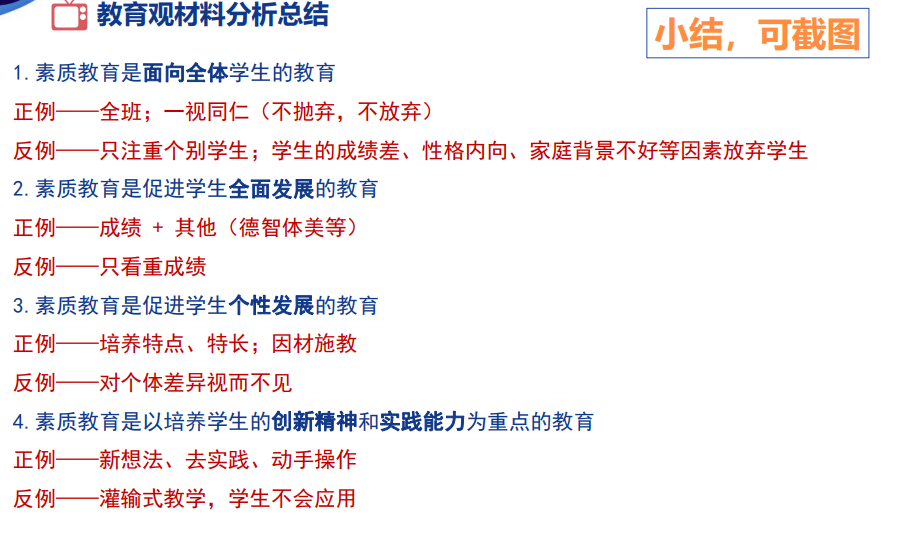 教育观材料分析总结
小结，可截图
1.素质教育是面向全体学生的教育
正例——全班；一视同仁（不抛弃，不放弃）
反例——只注重个别学生；学生的成绩差、性格内向、家庭背景不好等因素放弃学生
2.素质教育是促进学生全面发展的教育
正例——成绩 + 其他（德智体美等）
反例——只看重成绩
3.素质教育是促进学生个性发展的教育
正例——培养特点、特长；因材施教
反例——对个体差异视而不见
4.素质教育是以培养学生的创新精神和实践能力为重点的教育
正例——新想法、去实践、动手操作
反例——灌输式教学，学生不会应用